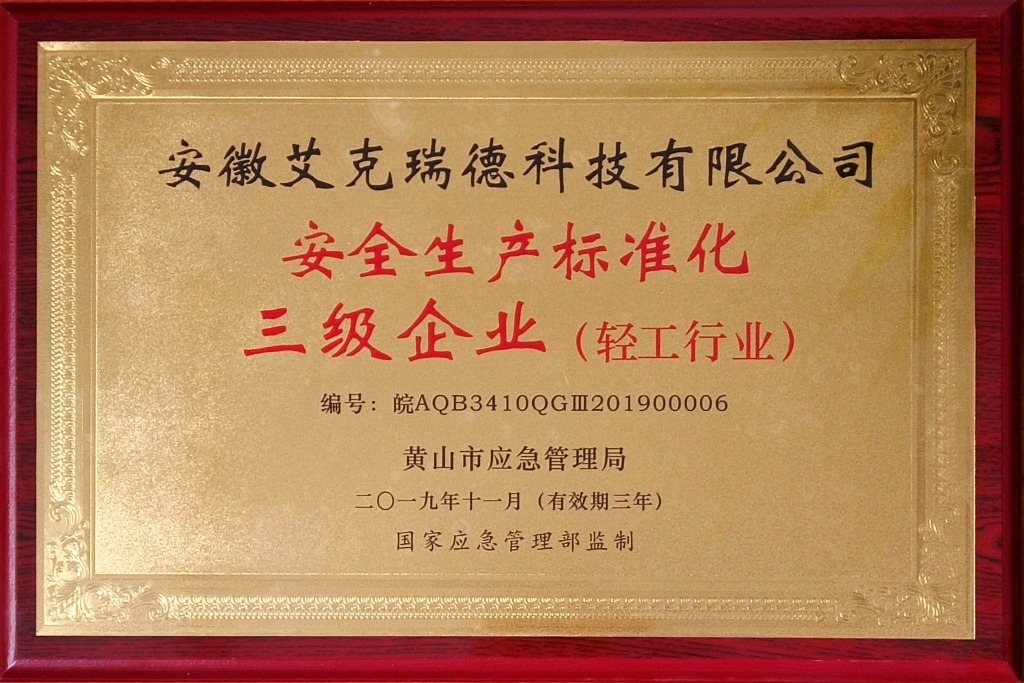 安徽艾克瑞德科技有限公司
安全生产标准化
三级企业（轻工行业）
编号：皖AQB3410QGⅢ201900006
黄山市应急管理局
二〇一九年十一月（有效期三年）
国家应急管理部监制